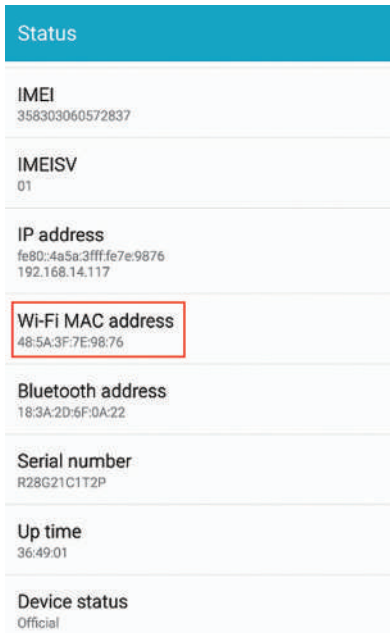 Status
IMEI
358303060572837
IMEISV
01
IP address
fe80::4a5a:3fff:fe7e:9876
192.168.14.117
Wi-Fi MAC address
48:5A:3F:7E:98:76
Bluetooth address
18:3A:2D:6F:0A:22
Serial number
R28G21C1T2P
Up time
36:49:01
Device status
Official